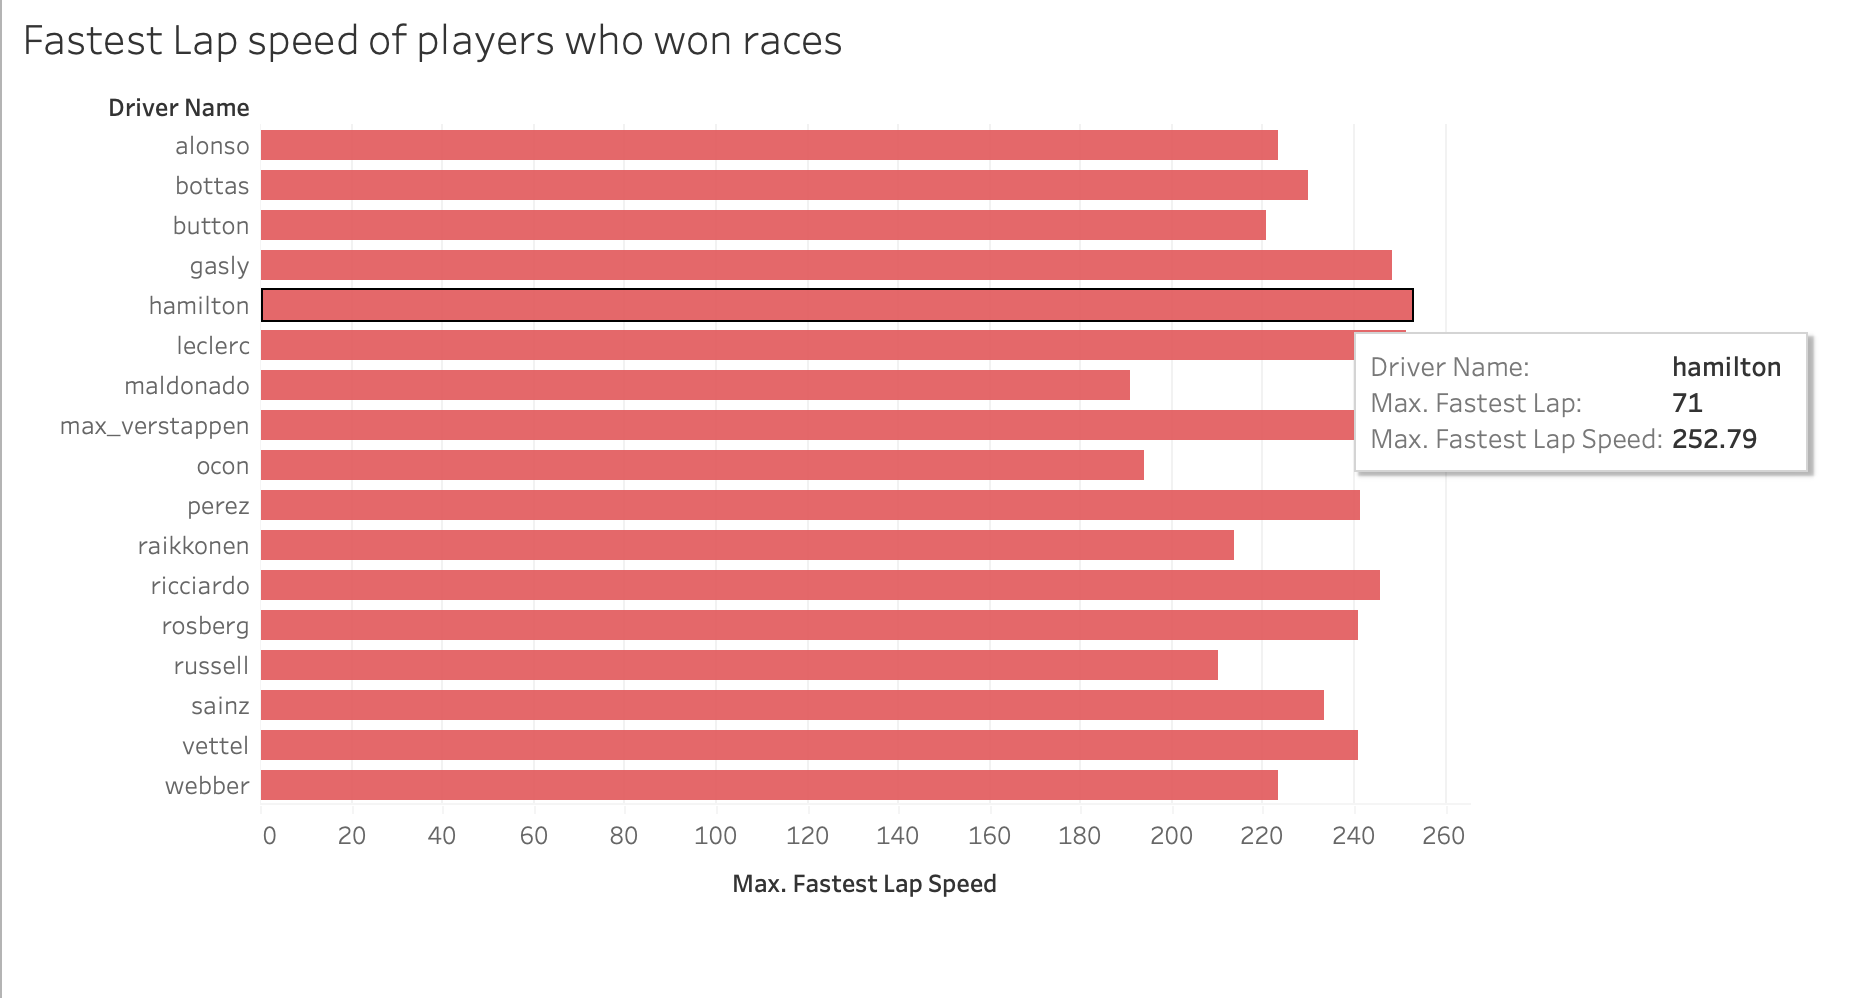 Fastest Lap speed of players who won races
Driver Name
alonso
bottas
button
gasly
hamilton
leclerc
maldonado
max_verstappen
ocon
perez
raikkonen
ricciardo
rosberg
russell
sainz
vettel
webber
Driver Name: hamilton
Max. Fastest Lap: 71
Max. Fastest Lap Speed: 252.79
0 20 40 60 80 100 120 140 160 180 200 220 240 260
Max. Fastest Lap Speed